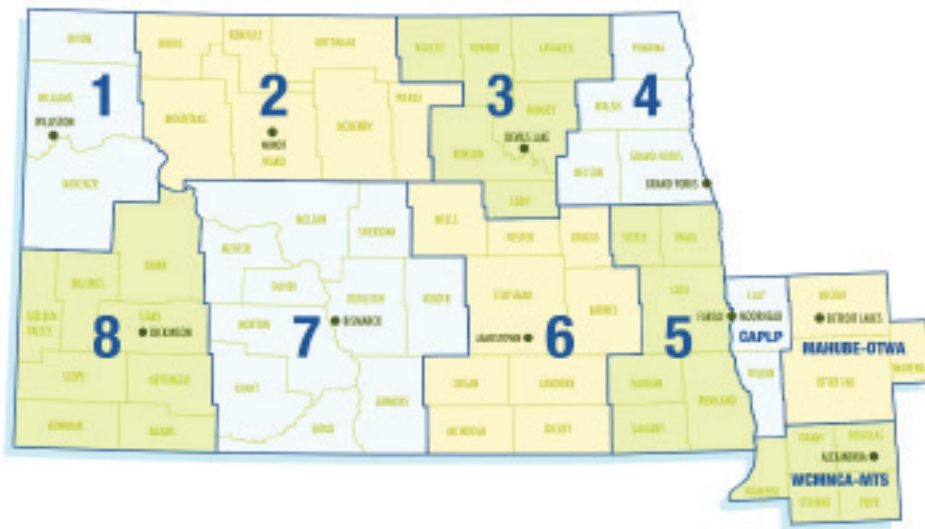 DIVIDE
WILLIAMS
1
WILLISTON
MCKENZIE
BURKE
RENVILLE
BOTTINEAU
2
MOUNTRAIL
MINOT
WARD
MCHENRY
PIERCE
ROLETTE
TOWNER
CAVALIER
3
RAMSEY
DEVILS LAKE
BENSON
EDDY
PEMBINA
4
WALSH
NELSON
GRAND FORKS
GRAND FORKS
DUNN
BILLINGS
GOLDEN
VALLEY
STARK
DICKINSON
8
SLOPE
HETTINGER
BOWMAN
ADAMS
MCLEAN
SHERIDAN
MERCER
OLIVER
BURLEIGH
KIDDER
7
BISMARCK
MORTON
GRANT
EMMONS
SIOUX
WELLS
FOSTER
GRIGGS
STUTSMAN
BARNES
JAMESTOWN
6
LOGAN
LAMOURE
MCINTOSH
DICKEY
STEELE
TRAILL
CASS
FARGO
5
RANSOM
RICHLAND
SARGENT
CLAY
MOORHEAD
CAPLP
WILKIN
BECKER
DETROIT LAKES
MAHUBE-OTWA
WADENA
OTTER TAIL
GRANT
DOUGLAS
ALEXANDRIA
WCMNCA-MTS
TRAVERSE
STEVENS
POPE